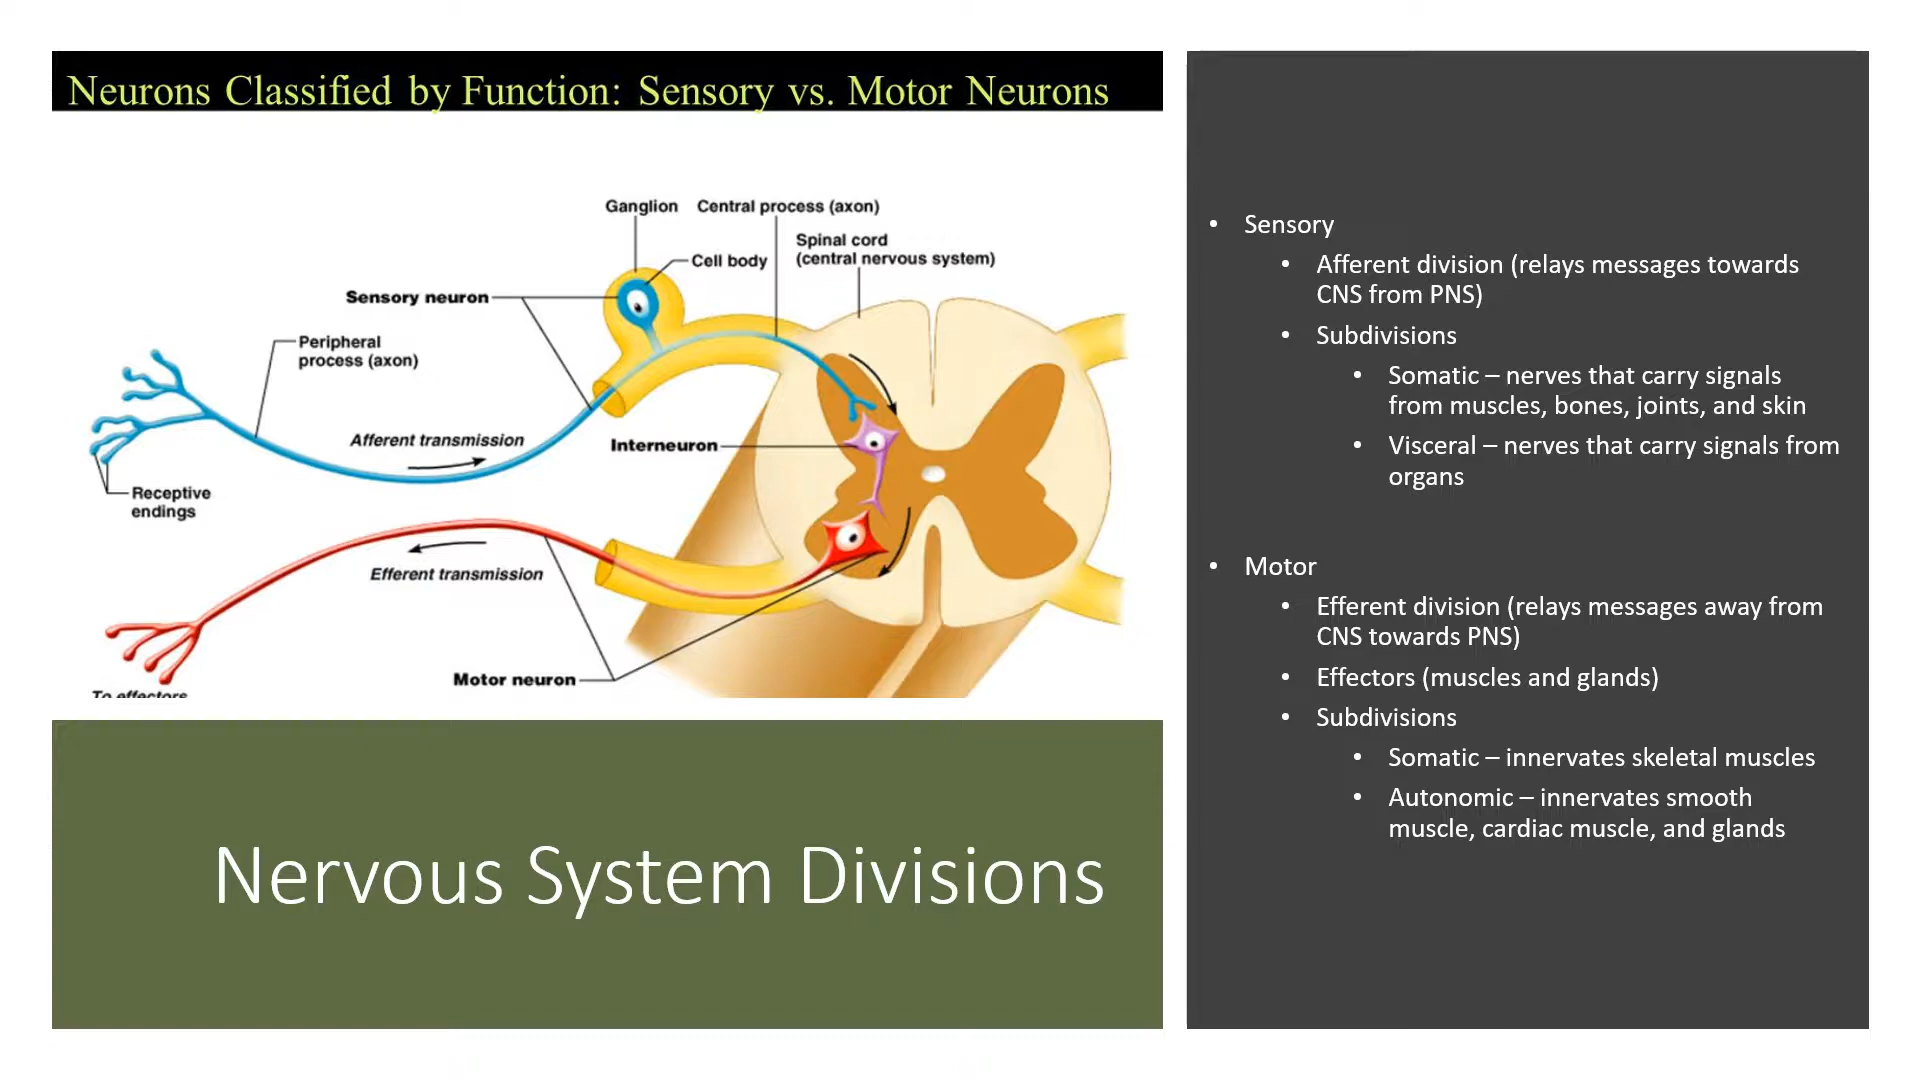 Neurons Classified by Function: Sensory vs. Motor Neurons
Ganglion
Central process (axon)
Spinal cord
(central nervous system)
Cell body
Sensory neuron
Peripheral
process (axon)
Afferent transmission
Interneuron
Receptive
endings
Efferent transmission
Motor neuron
To effectors
Nervous System Divisions
• Sensory
• Afferent division (relays messages towards
CNS from PNS)
• Subdivisions
• Somatic – nerves that carry signals
from muscles, bones, joints, and skin
• Visceral – nerves that carry signals from
organs
• Motor
• Efferent division (relays messages away from
CNS towards PNS)
• Effectors (muscles and glands)
• Subdivisions
• Somatic – innervates skeletal muscles
• Autonomic – innervates smooth
muscle, cardiac muscle, and glands